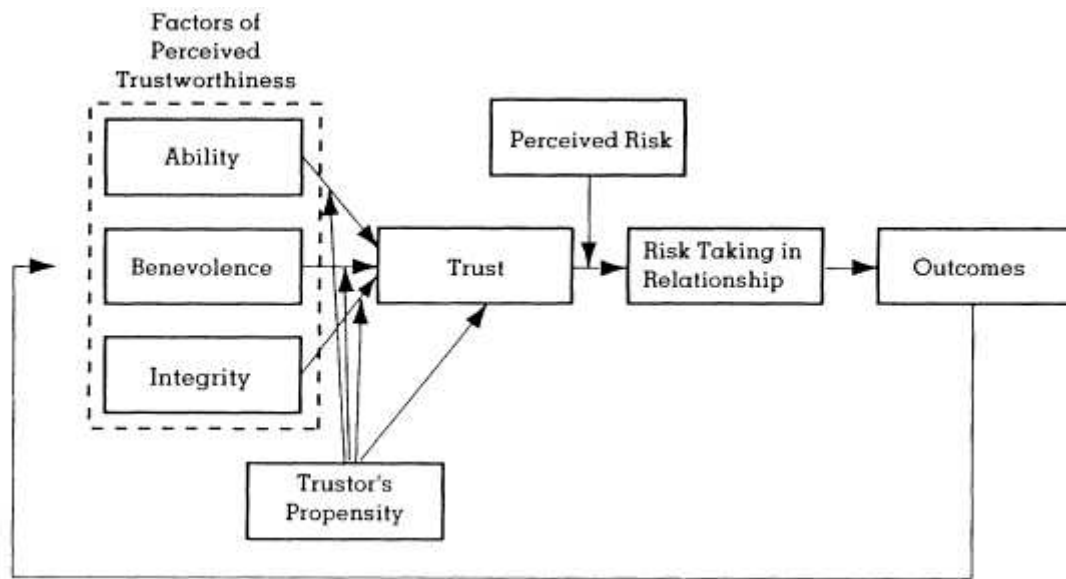 Factors of
Perceived
Trustworthiness
Ability
Benevolence
Integrity
Trustor's
Propensity
Trust
Perceived Risk
Risk Taking in
Relationship
Outcomes